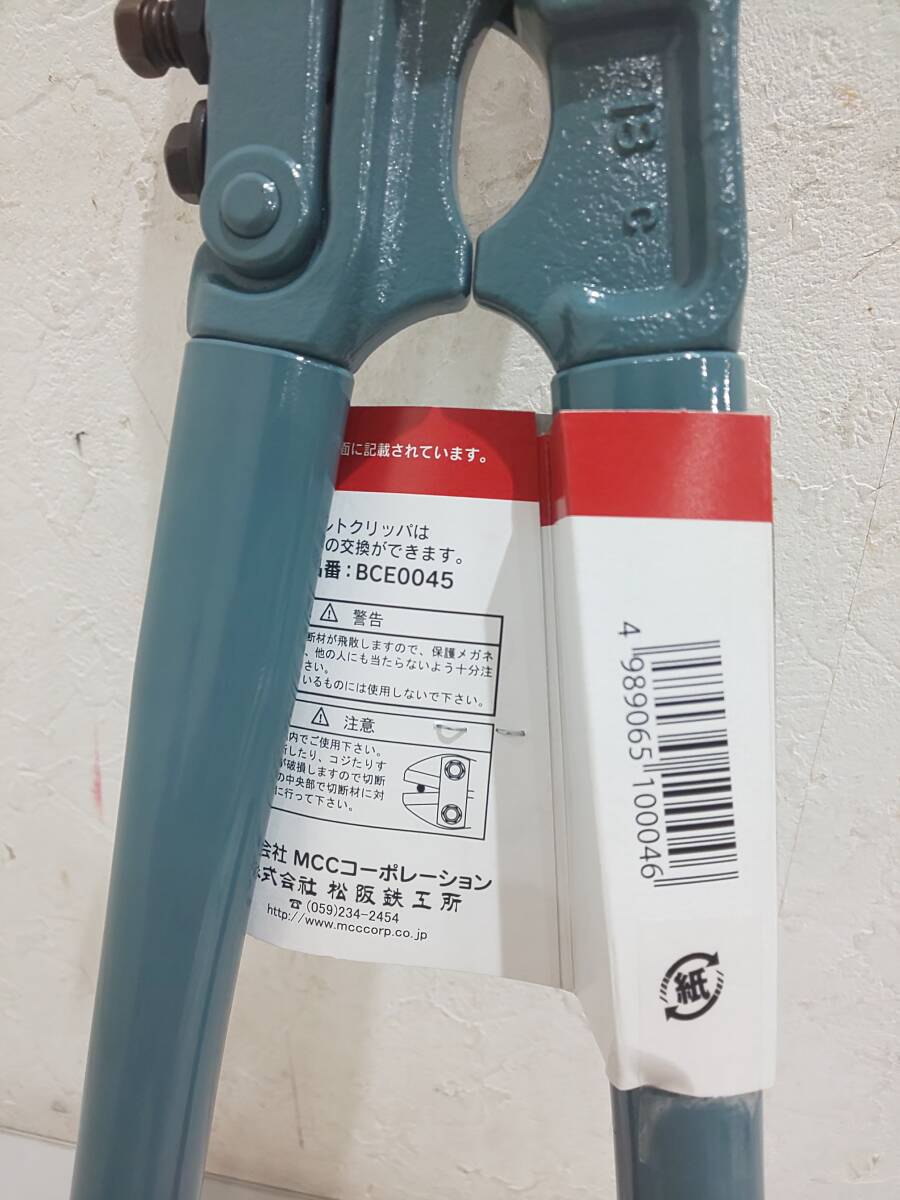 B c
面に記載されています。
ルトクリッパは
の交換ができます。
品番：BCE0045
警告
断材が飛散しますので、保護メガネ
、他の人にも当たらないよう十分注
さい。
いるものには使用しないで下さい。
注意
内でご使用下さい。
断したり、コジたりす
が破損しますので切断
の中央部で切断材に対
に行って下さい。
会社 MCCコーポレーション
株式会社 松阪鉄工所
☎(059)234-2454
http://www.mcccorp.co.jp
4 989065 100046
紙